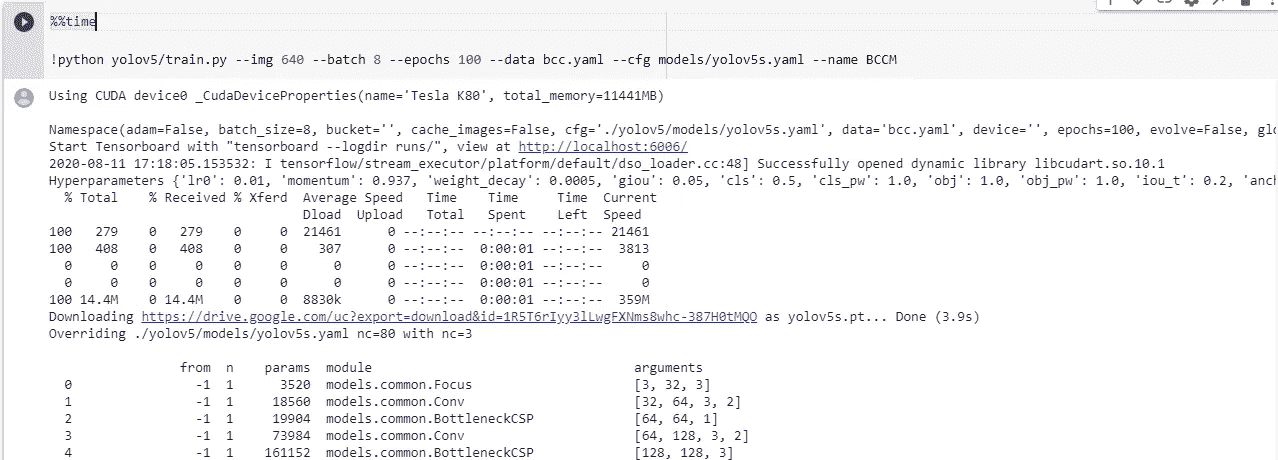 %%time
!python yolov5/train.py --img 640 --batch 8 --epochs 100 --data bcc.yaml --cfg models/yolov5s.yaml --name BCCM
Using CUDA device0 _CudaDeviceProperties(name='Tesla K80', total_memory=11441MB)
Namespace(adam=False, batch_size=8, bucket='', cache_images=False, cfg='./yolov5/models/yolov5s.yaml', data='bcc.yaml', device='', epochs=100, evolve=False, glo
Start Tensorboard with "tensorboard --logdir runs/", view at http://localhost:6006/
2020-08-11 17:18:05.153532: I tensorflow/stream_executor/platform/default/dso_loader.cc:48] Successfully opened dynamic library libcudart.so.10.1
Hyperparameters {'lr0': 0.01, 'momentum': 0.937, 'weight_decay': 0.0005, 'giou': 0.05, 'cls': 0.5, 'cls_pw': 1.0, 'obj': 1.0, 'obj_pw': 1.0, 'iou_t': 0.2, 'anch
% Total % Received % Xferd Average Speed Time Time Time Current
Dload Upload Total Spent Left Speed
100 279 0 279 0 0 21461 0 --:--:-- --:--:-- --:--:-- 21461
100 408 0 408 0 0 307 0 --:--:-- 0:00:01 --:--:-- 3813
0 0 0 0 0 0 0 0 --:--:-- 0:00:01 --:--:-- 0
0 0 0 0 0 0 0 0 --:--:-- 0:00:01 --:--:-- 0
100 14.4M 0 14.4M 0 0 8830k 0 --:--:-- 0:00:01 --:--:-- 359M
Downloading https://drive.google.com/uc?export=download&id=1R5T6rIyy3lLwgFXNms8whc-387H0tMQO as yolov5s.pt... Done (3.9s)
Overriding ./yolov5/models/yolov5s.yaml nc=80 with nc=3
from n params module arguments
0 -1 1 3520 models.common.Focus [3, 32, 3]
1 -1 1 18560 models.common.Conv [32, 64, 3, 2]
2 -1 1 19904 models.common.BottleneckCSP [64, 64, 1]
3 -1 1 73984 models.common.Conv [64, 128, 3, 2]
4 -1 1 161152 models.common.BottleneckCSP [128, 128, 3]